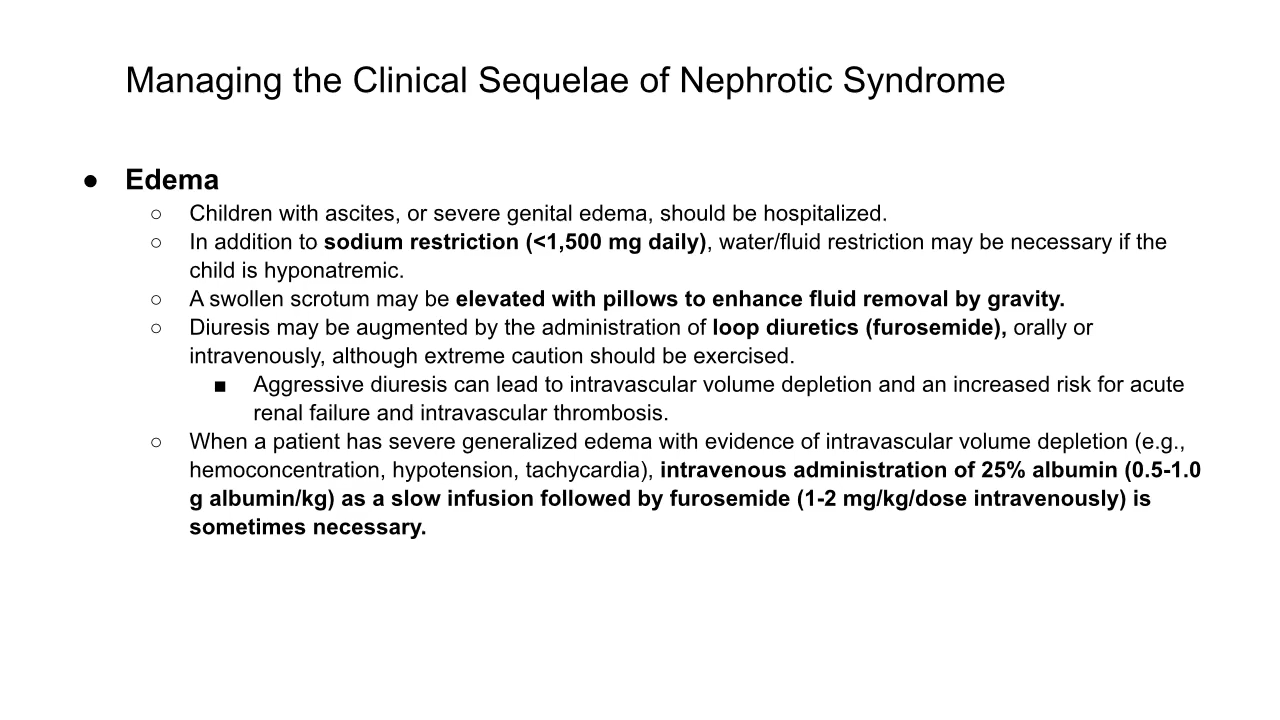 Managing the Clinical Sequelae of Nephrotic Syndrome
● Edema
○ Children with ascites, or severe genital edema, should be hospitalized.
○ In addition to sodium restriction (<1,500 mg daily), water/fluid restriction may be necessary if the
child is hyponatremic.
○ A swollen scrotum may be elevated with pillows to enhance fluid removal by gravity.
○ Diuresis may be augmented by the administration of loop diuretics (furosemide), orally or
intravenously, although extreme caution should be exercised.
■ Aggressive diuresis can lead to intravascular volume depletion and an increased risk for acute
renal failure and intravascular thrombosis.
○ When a patient has severe generalized edema with evidence of intravascular volume depletion (e.g.,
hemoconcentration, hypotension, tachycardia), intravenous administration of 25% albumin (0.5-1.0
g albumin/kg) as a slow infusion followed by furosemide (1-2 mg/kg/dose intravenously) is
sometimes necessary.